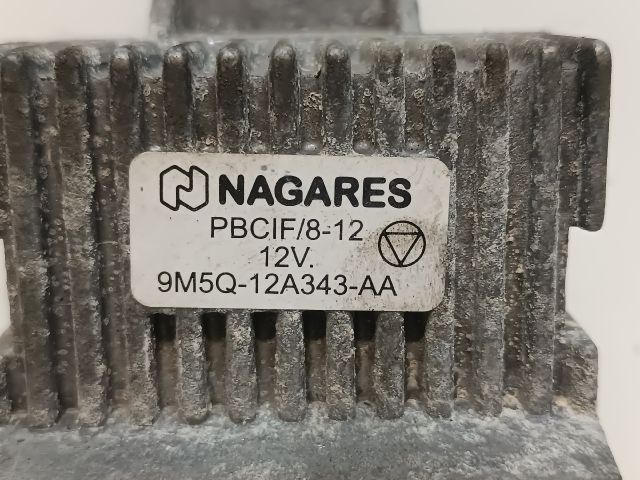 NAGARES
PBCIF/8-12
12V.
9M5Q-12A343-AA